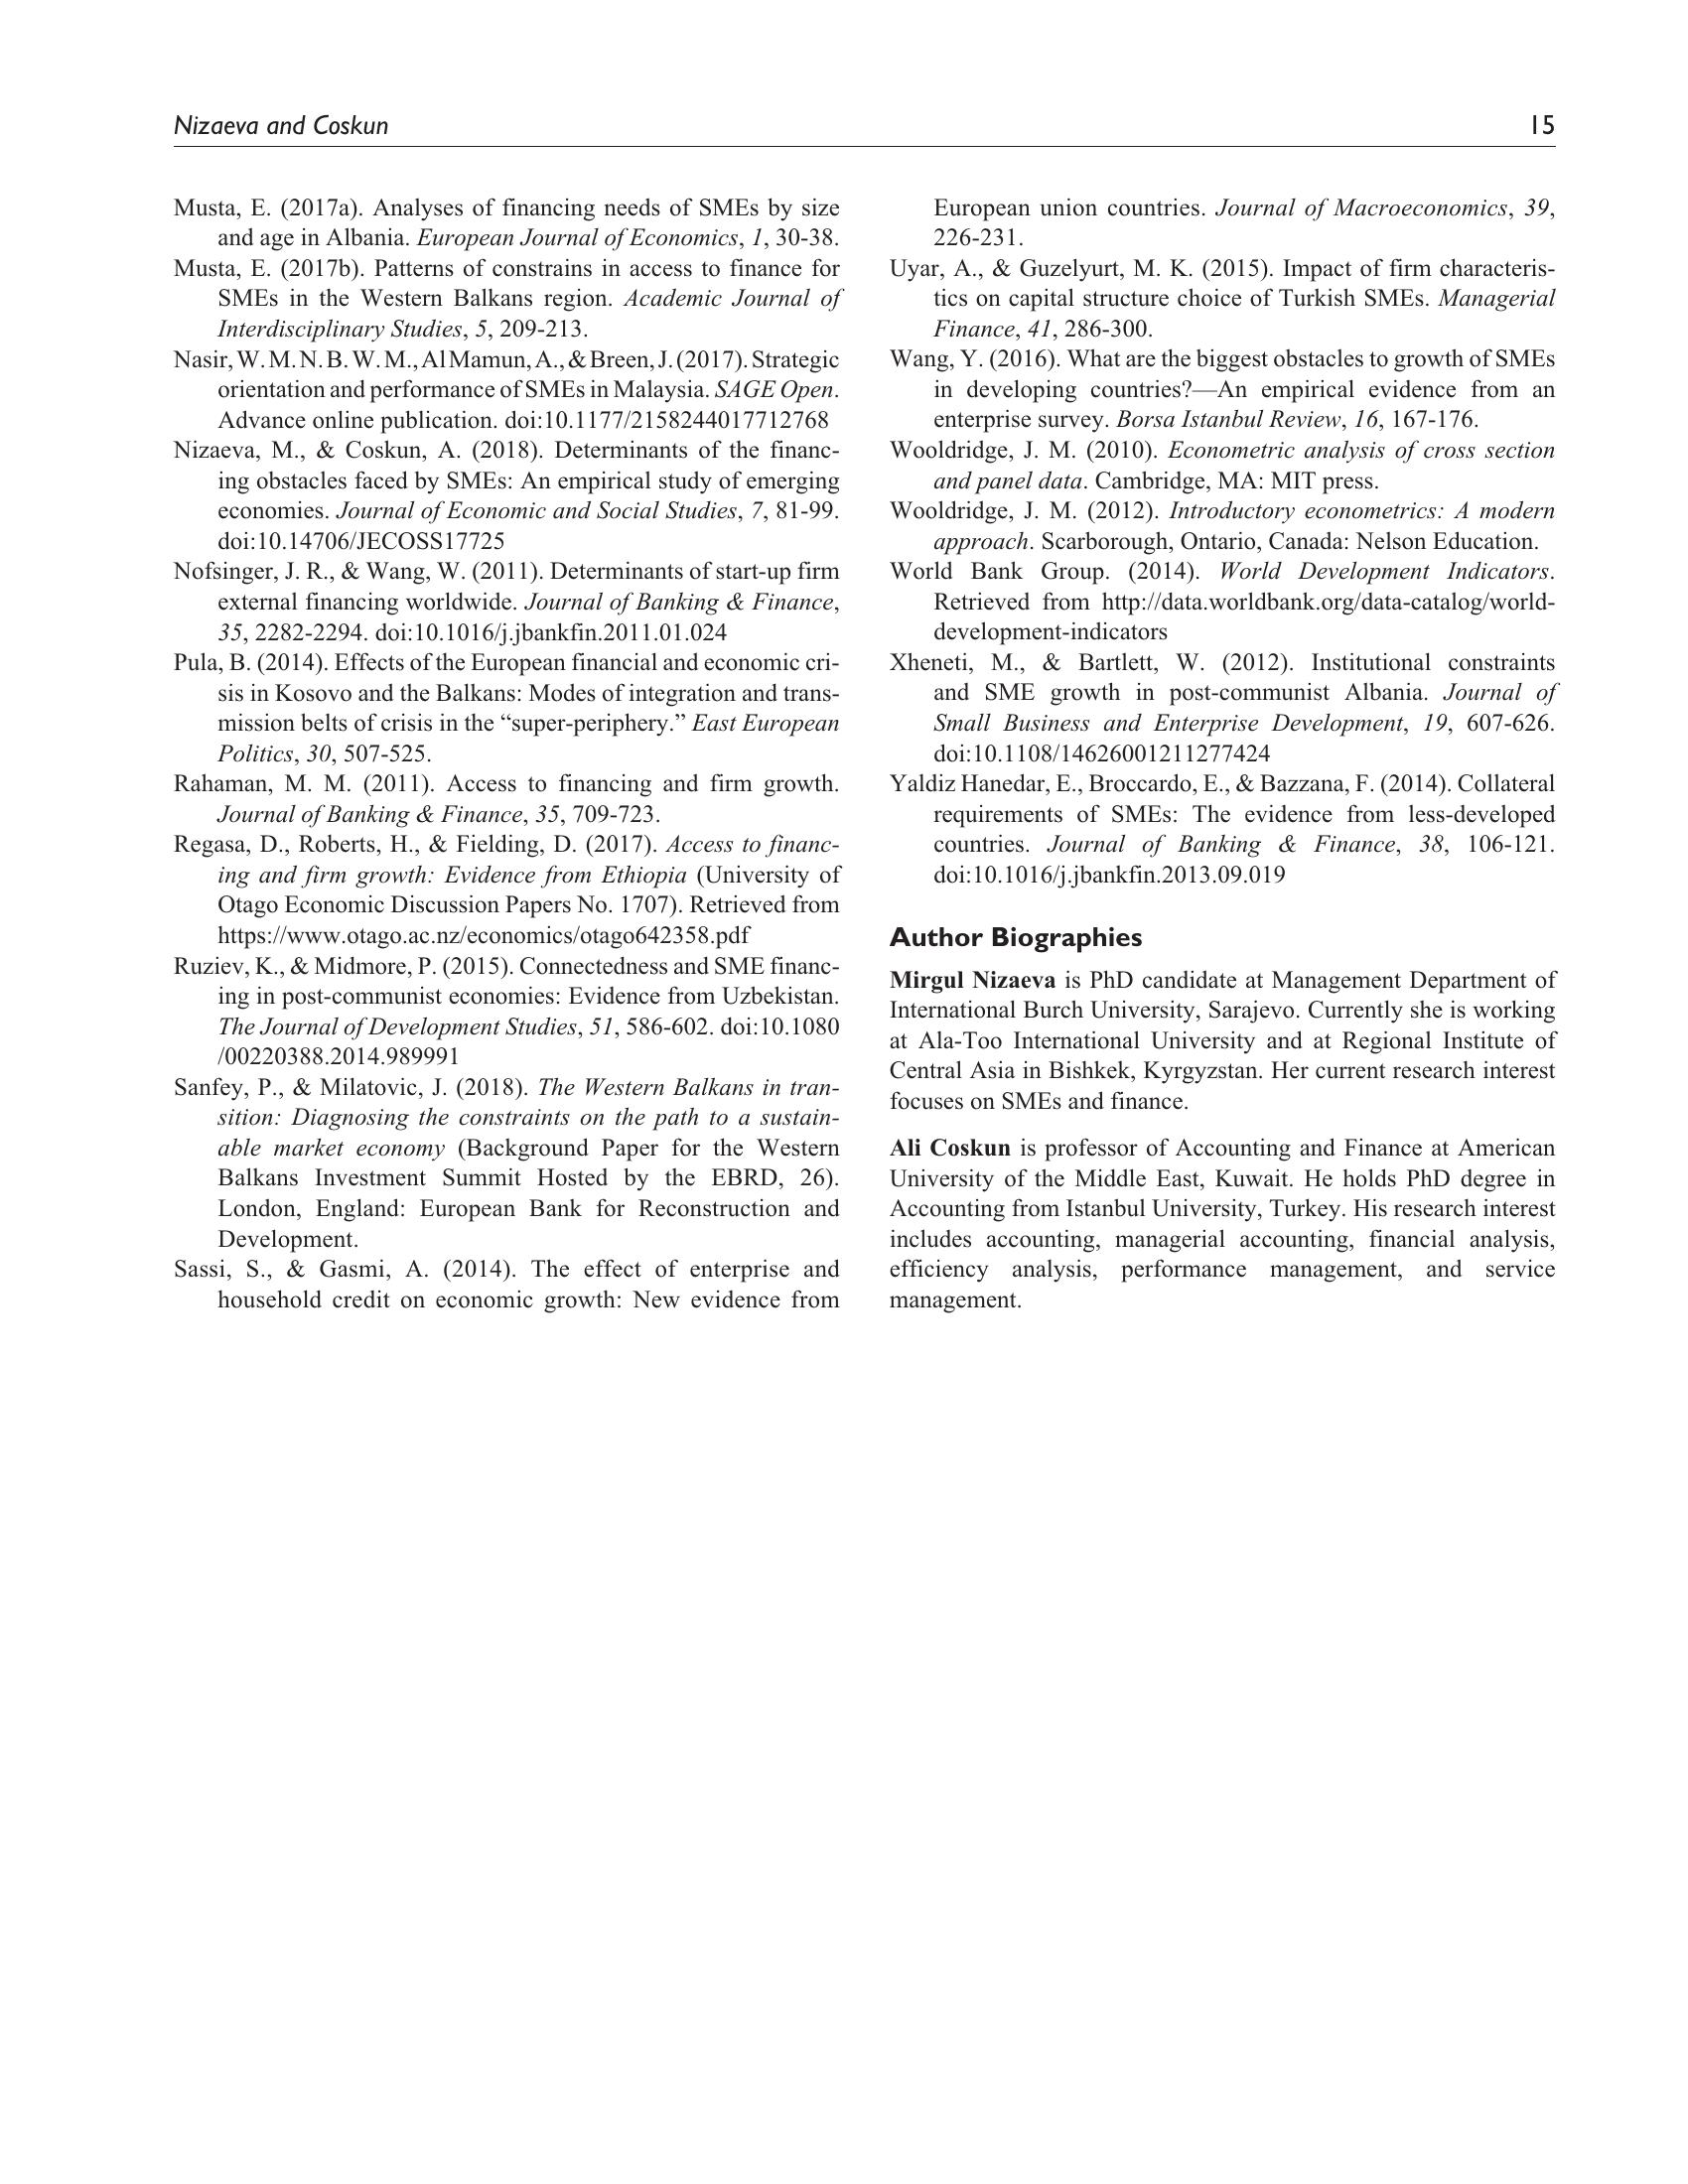 Nizaeva and Coskun 15
Musta, E. (2017a). Analyses of financing needs of SMEs by size
and age in Albania. European Journal of Economics, 1, 30-38.
Musta, E. (2017b). Patterns of constrains in access to finance for
SMEs in the Western Balkans region. Academic Journal of
Interdisciplinary Studies, 5, 209-213.
Nasir, W. M. N. B. W. M., Al Mamun, A., & Breen, J. (2017). Strategic
orientation and performance of SMEs in Malaysia. SAGE Open.
Advance online publication. doi:10.1177/2158244017712768
Nizaeva, M., & Coskun, A. (2018). Determinants of the financ-
ing obstacles faced by SMEs: An empirical study of emerging
economies. Journal of Economic and Social Studies, 7, 81-99.
doi:10.14706/JECOSS17725
Nofsinger, J. R., & Wang, W. (2011). Determinants of start-up firm
external financing worldwide. Journal of Banking & Finance,
35, 2282-2294. doi:10.1016/j.jbankfin.2011.01.024
Pula, B. (2014). Effects of the European financial and economic cri-
sis in Kosovo and the Balkans: Modes of integration and trans-
mission belts of crisis in the “super-periphery.” East European
Politics, 30, 507-525.
Rahaman, M. M. (2011). Access to financing and firm growth.
Journal of Banking & Finance, 35, 709-723.
Regasa, D., Roberts, H., & Fielding, D. (2017). Access to financ-
ing and firm growth: Evidence from Ethiopia (University of
Otago Economic Discussion Papers No. 1707). Retrieved from
https://www.otago.ac.nz/economics/otago642358.pdf
Ruziev, K., & Midmore, P. (2015). Connectedness and SME financ-
ing in post-communist economies: Evidence from Uzbekistan.
The Journal of Development Studies, 51, 586-602. doi:10.1080
/00220388.2014.989991
Sanfey, P., & Milatovic, J. (2018). The Western Balkans in tran-
sition: Diagnosing the constraints on the path to a sustain-
able market economy (Background Paper for the Western
Balkans Investment Summit Hosted by the EBRD, 26).
London, England: European Bank for Reconstruction and
Development.
Sassi, S., & Gasmi, A. (2014). The effect of enterprise and
household credit on economic growth: New evidence from
European union countries. Journal of Macroeconomics, 39,
226-231.
Uyar, A., & Guzelyurt, M. K. (2015). Impact of firm characteris-
tics on capital structure choice of Turkish SMEs. Managerial
Finance, 41, 286-300.
Wang, Y. (2016). What are the biggest obstacles to growth of SMEs
in developing countries?—An empirical evidence from an
enterprise survey. Borsa Istanbul Review, 16, 167-176.
Wooldridge, J. M. (2010). Econometric analysis of cross section
and panel data. Cambridge, MA: MIT press.
Wooldridge, J. M. (2012). Introductory econometrics: A modern
approach. Scarborough, Ontario, Canada: Nelson Education.
World Bank Group. (2014). World Development Indicators.
Retrieved from http://data.worldbank.org/data-catalog/world-
development-indicators
Xheneti, M., & Bartlett, W. (2012). Institutional constraints
and SME growth in post-communist Albania. Journal of
Small Business and Enterprise Development, 19, 607-626.
doi:10.1108/14626001211277424
Yaldiz Hanedar, E., Broccardo, E., & Bazzana, F. (2014). Collateral
requirements of SMEs: The evidence from less-developed
countries. Journal of Banking & Finance, 38, 106-121.
doi:10.1016/j.jbankfin.2013.09.019
Author Biographies
Mirgul Nizaeva is PhD candidate at Management Department of
International Burch University, Sarajevo. Currently she is working
at Ala-Too International University and at Regional Institute of
Central Asia in Bishkek, Kyrgyzstan. Her current research interest
focuses on SMEs and finance.
Ali Coskun is professor of Accounting and Finance at American
University of the Middle East, Kuwait. He holds PhD degree in
Accounting from Istanbul University, Turkey. His research interest
includes accounting, managerial accounting, financial analysis,
efficiency analysis, performance management, and service
management.